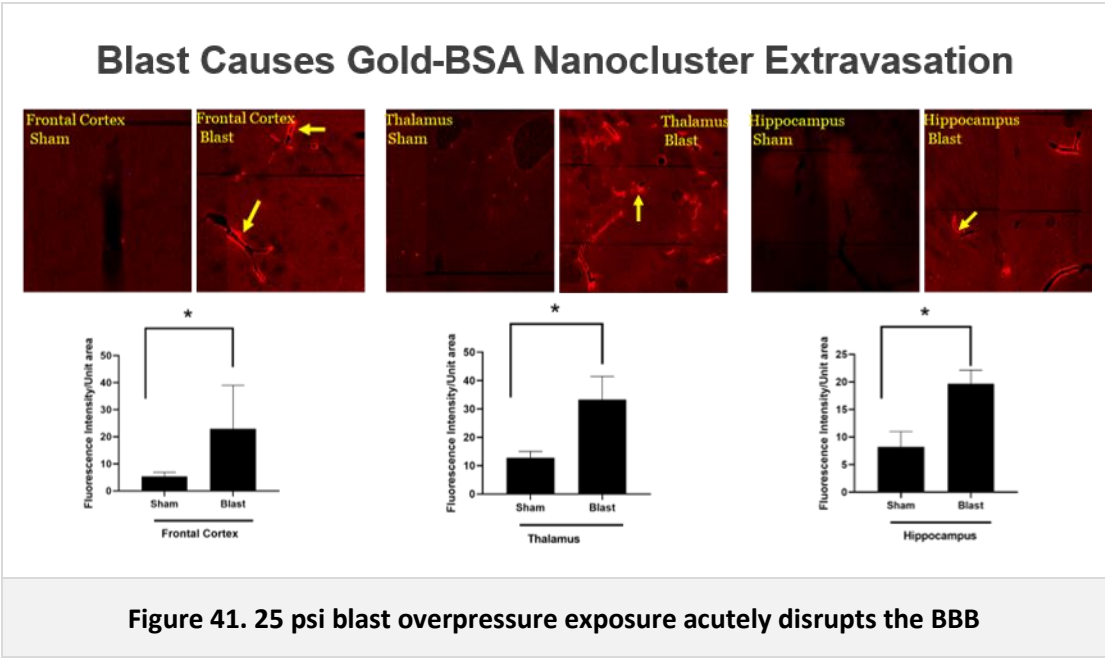 Blast Causes Gold-BSA Nanocluster Extravasation
Frontal Cortex
Sham
Frontal Cortex
Blast
Thalamus
Sham
Thalamus
Blast
Hippocampus
Sham
Hippocampus
Blast
*
Fluorescence Intensity/Unit area
50
40
30
20
10
0
Sham
Blast
Frontal Cortex
*
Fluorescence Intensity/Unit area
50
40
30
20
10
0
Sham
Blast
Thalamus
*
Fluorescence Intensity/Unit area
25
20
15
10
5
0
Sham
Blast
Hippocampus
Figure 41. 25 psi blast overpressure exposure acutely disrupts the BBB